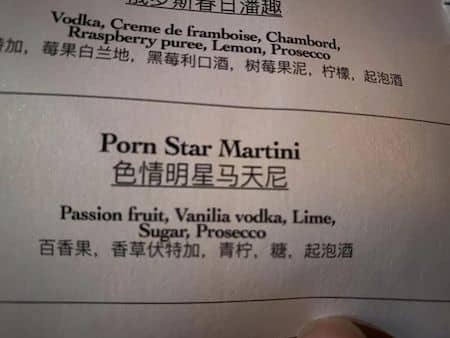 俄罗斯春日潘趣
Vodka, Creme de framboise, Chambord,
Rraspberry puree, Lemon, Prosecco
加，莓果白兰地，黑莓利口酒，树莓果泥，柠檬，起泡酒
Porn Star Martini
色情明星马天尼
Passion fruit, Vanilia vodka, Lime,
Sugar, Prosecco
百香果，香草伏特加，青柠，糖，起泡酒